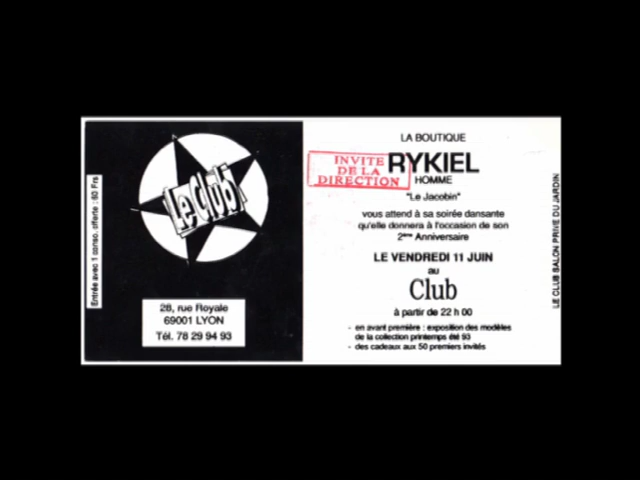 Entrée avec 1 conso. offerte : 60 Frs
Le Club
28, rue Royale
69001 LYON
Tél. 78 29 94 93
LA BOUTIQUE
RYKIEL
HOMME
INVITE
DE LA
DIRECTION
"Le Jacobin"
vous attend à sa soirée dansante
qu'elle donnera à l'occasion de son
2ème Anniversaire
LE VENDREDI 11 JUIN
au
Club
à partir de 22 h 00
- en avant première : exposition des modèles
de la collection printemps été 93
- des cadeaux aux 50 premiers invités
LE CLUB SALON PRIVE DU JARDIN